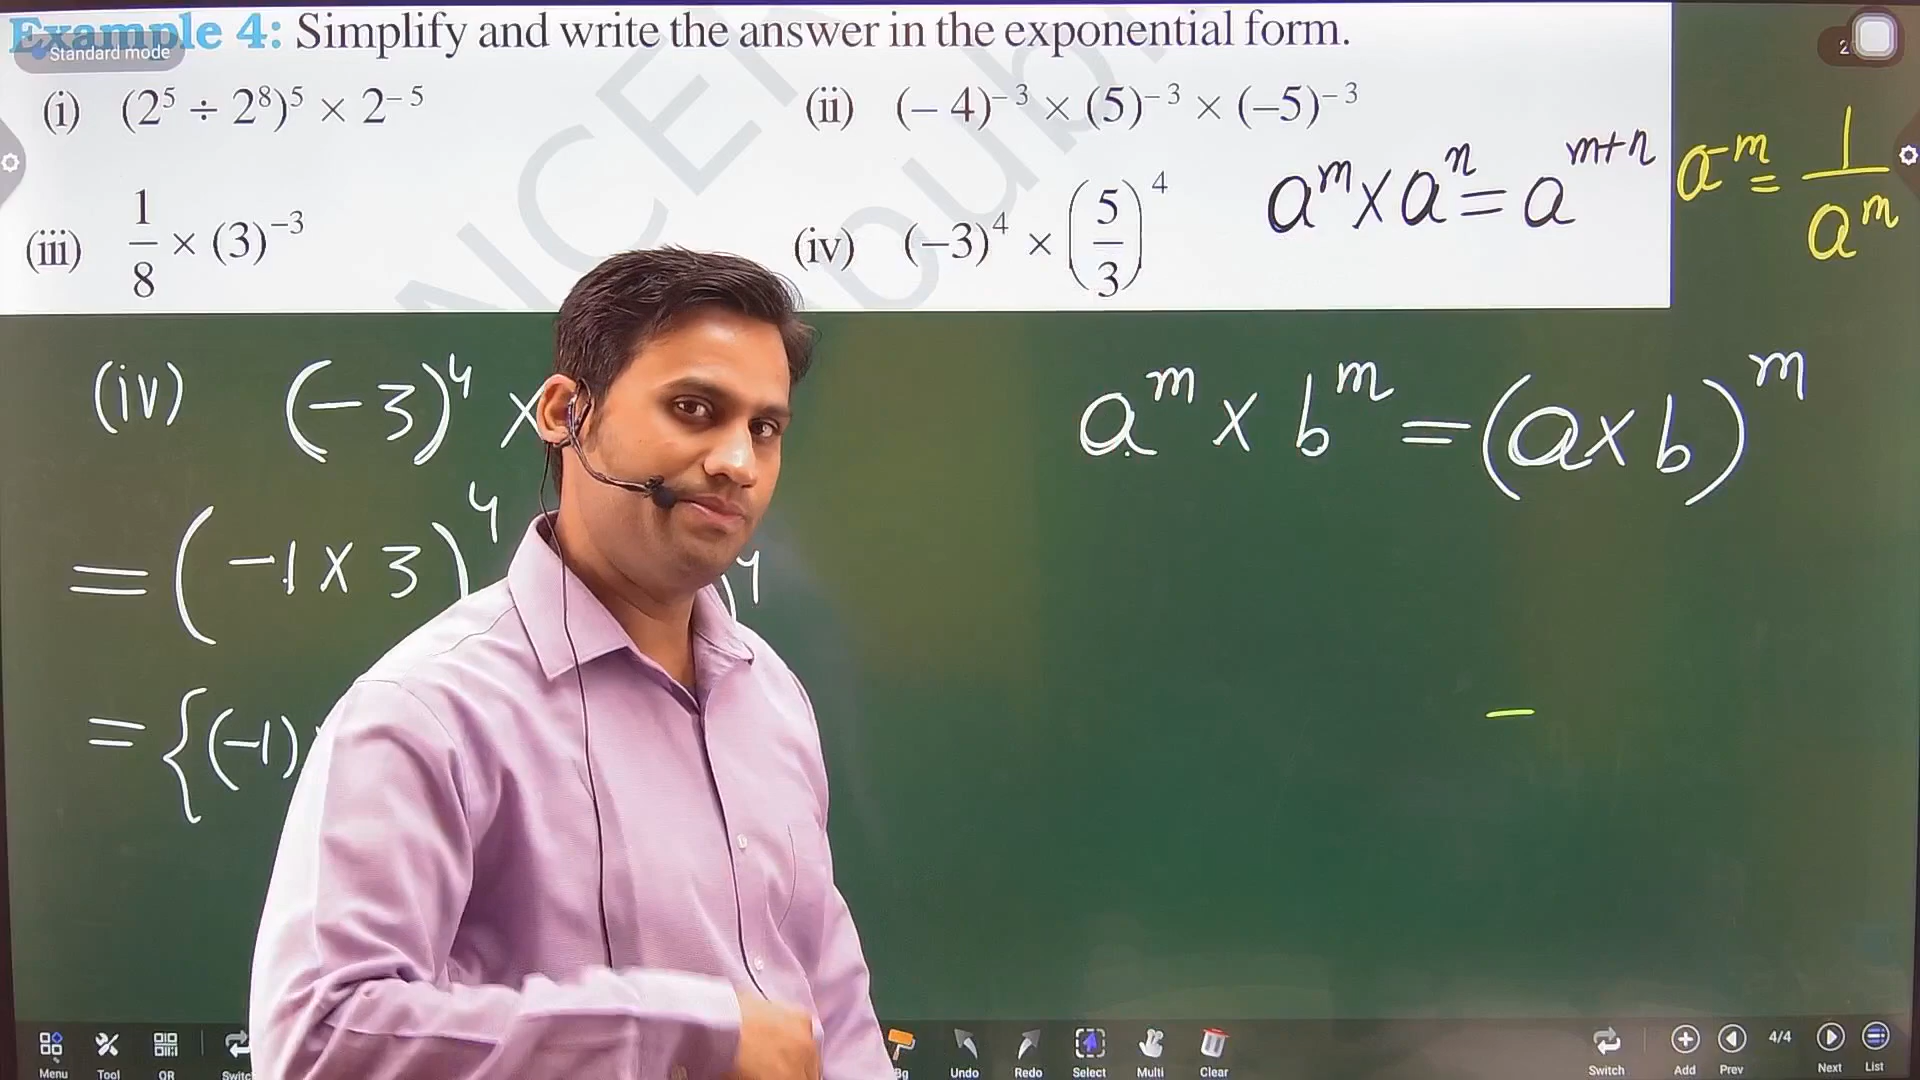 Example 4: Simplify and write the answer in the exponential form.
Standard mode
(i) (2⁵ ÷ 2⁸)⁵ × 2⁻⁵
(ii) (– 4)⁻³ × (5)⁻³ × (–5)⁻³
(iii) 1/8 × (3)⁻³
(iv) (–3)⁴ × (5/3)⁴
aᵐ × aⁿ = aᵐ⁺ⁿ
a⁻ᵐ = 1/aᵐ
(iv) (-3)⁴ ×
aᵐ × bᵐ = (a×b)ᵐ
= (-1 × 3)⁴ )⁴
= {(-1)
–
Menu Tool QR Switc Bg Undo Redo Select Multi Clear Switch Add Prev 4/4 Next List